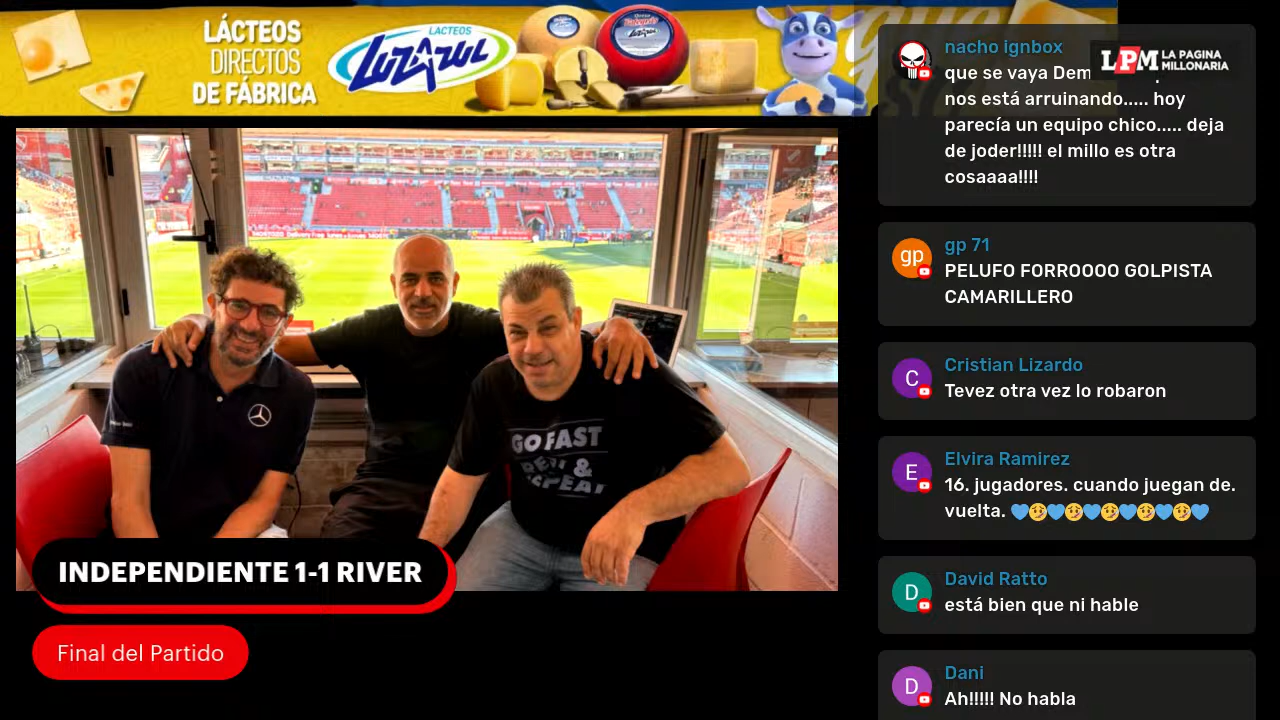 LÁCTEOS
DIRECTOS
DE FÁBRICA
LACTEOS
LUZAZUL
LPM LA PAGINA
MILLONARIA
nacho ignbox
que se vaya Dem
nos está arruinando..... hoy
parecía un equipo chico..... deja
de joder!!!!! el millo es otra
cosaaaa!!!!
gp
gp 71
PELUFO FORROOOO GOLPISTA
CAMARILLERO
C
Cristian Lizardo
Tevez otra vez lo robaron
E
Elvira Ramirez
16. jugadores. cuando juegan de.
vuelta. 💙🤕💙🤕💙🤕💙🤕💙🤕💙
D
David Ratto
está bien que ni hable
D
Dani
Ah!!!!! No habla
GO FAST
&
INDEPENDIENTE 1-1 RIVER
Final del Partido